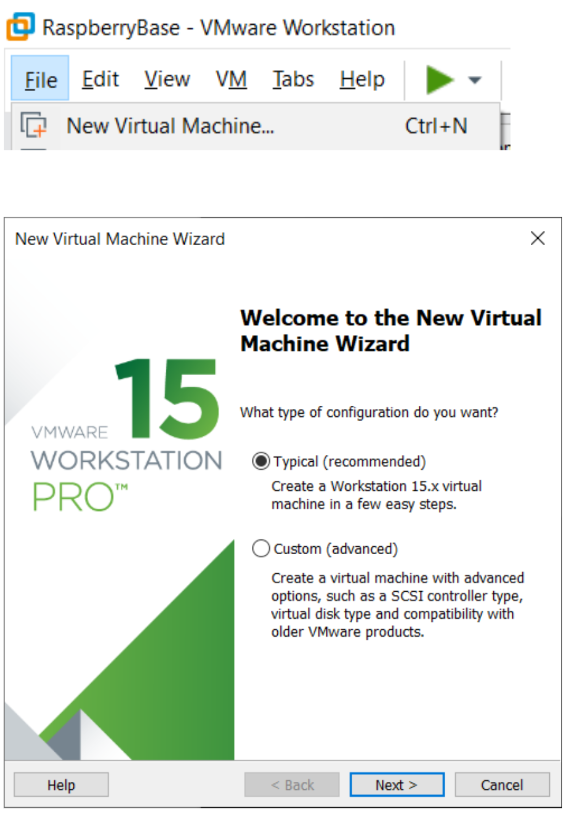 RaspberryBase - VMware Workstation
File Edit View VM Tabs Help
New Virtual Machine... Ctrl+N
New Virtual Machine Wizard
Welcome to the New Virtual
Machine Wizard
15
VMWARE
WORKSTATION
PRO™
What type of configuration do you want?
Typical (recommended)
Create a Workstation 15.x virtual
machine in a few easy steps.
Custom (advanced)
Create a virtual machine with advanced
options, such as a SCSI controller type,
virtual disk type and compatibility with
older VMware products.
Help < Back Next > Cancel